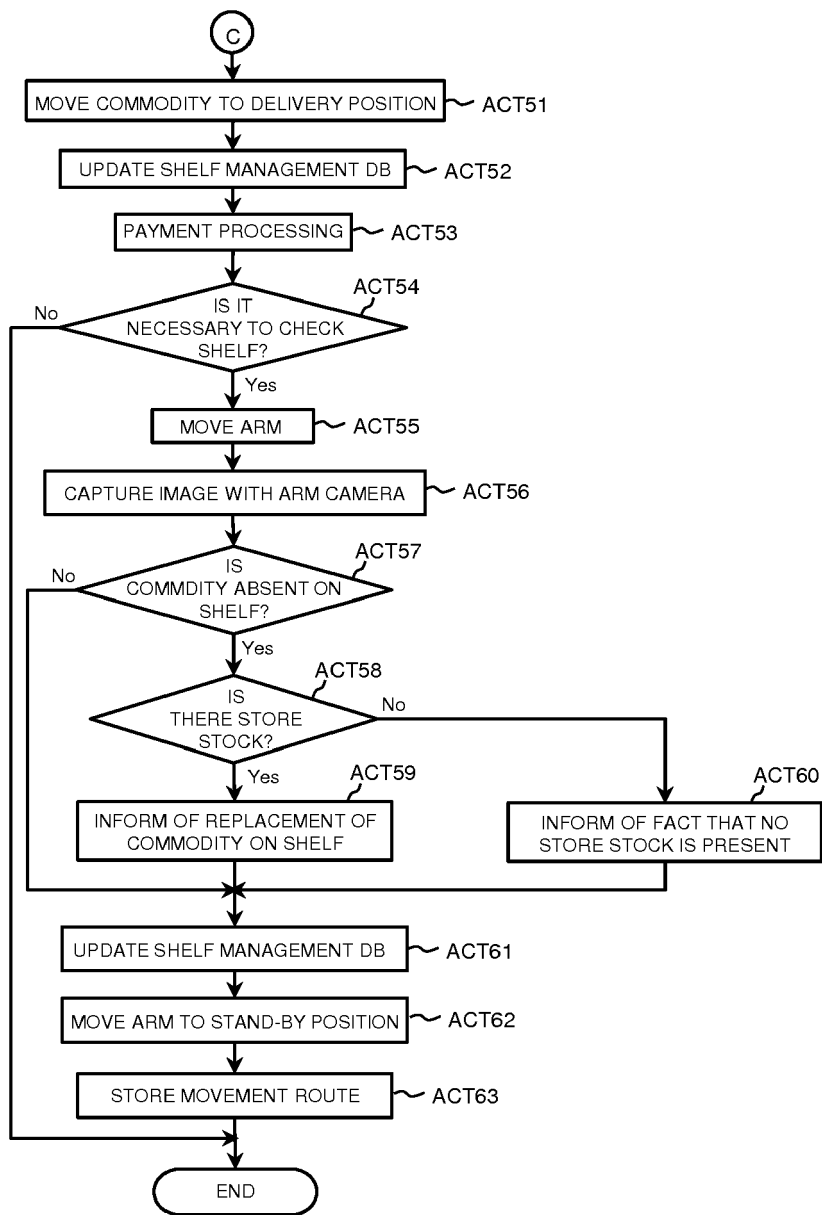 C
MOVE COMMODITY TO DELIVERY POSITION
ACT51
UPDATE SHELF MANAGEMENT DB
ACT52
PAYMENT PROCESSING
ACT53
ACT54
No
IS IT
NECESSARY TO CHECK
SHELF?
Yes
MOVE ARM
ACT55
CAPTURE IMAGE WITH ARM CAMERA
ACT56
ACT57
No
IS
COMMDITY ABSENT ON
SHELF?
Yes
ACT58
IS
THERE STORE
STOCK?
No
Yes
ACT59
INFORM OF REPLACEMENT OF
COMMODITY ON SHELF
ACT60
INFORM OF FACT THAT NO
STORE STOCK IS PRESENT
UPDATE SHELF MANAGEMENT DB
ACT61
MOVE ARM TO STAND-BY POSITION
ACT62
STORE MOVEMENT ROUTE
ACT63
END